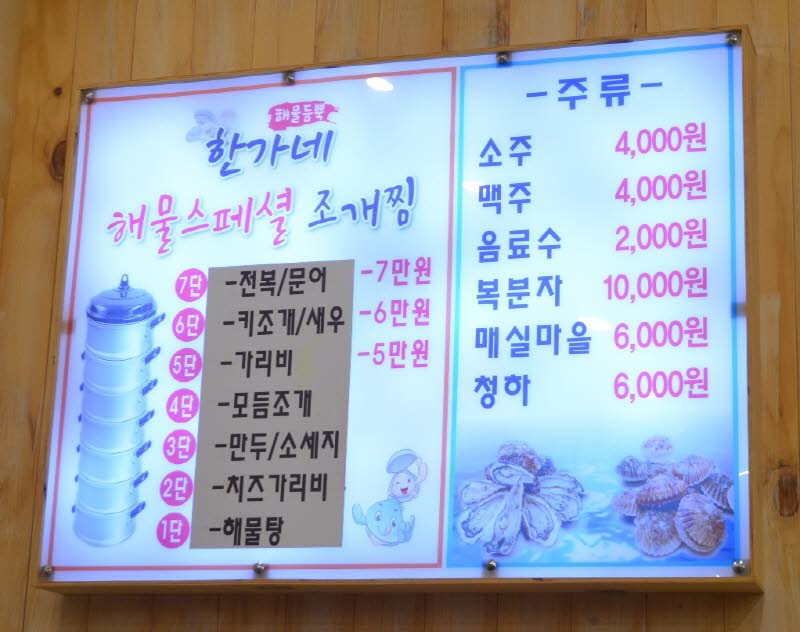 해물듬뿍
한가네
해물스페셜 조개찜
7단 -전복/문어 -7만원
6단 -키조개/새우 -6만원
5단 -가리비 -5만원
4단 -모듬조개
3단 -만두/소세지
2단 -치즈가리비
1단 -해물탕
-주류-
소주 4,000원
맥주 4,000원
음료수 2,000원
복분자 10,000원
매실마을 6,000원
청하 6,000원